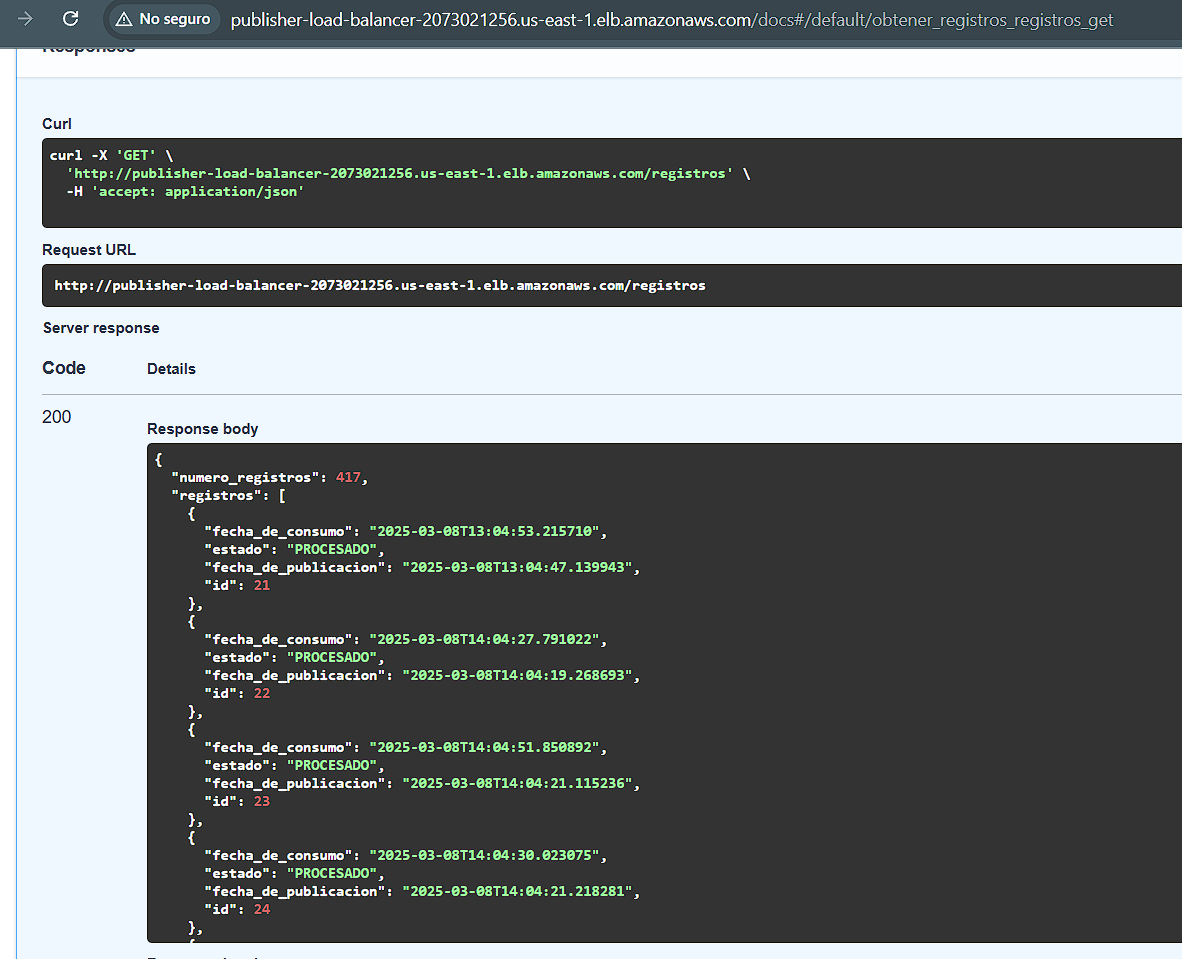 No seguro publisher-load-balancer-2073021256.us-east-1.elb.amazonaws.com/docs#/default/obtener_registros_registros_get
Responses
Curl
curl -X 'GET' \
  'http://publisher-load-balancer-2073021256.us-east-1.elb.amazonaws.com/registros' \
  -H 'accept: application/json'
Request URL
http://publisher-load-balancer-2073021256.us-east-1.elb.amazonaws.com/registros
Server response
Code Details
200
Response body
{
  "numero_registros": 417,
  "registros": [
    {
      "fecha_de_consumo": "2025-03-08T13:04:53.215710",
      "estado": "PROCESADO",
      "fecha_de_publicacion": "2025-03-08T13:04:47.139943",
      "id": 21
    },
    {
      "fecha_de_consumo": "2025-03-08T14:04:27.791022",
      "estado": "PROCESADO",
      "fecha_de_publicacion": "2025-03-08T14:04:19.268693",
      "id": 22
    },
    {
      "fecha_de_consumo": "2025-03-08T14:04:51.850892",
      "estado": "PROCESADO",
      "fecha_de_publicacion": "2025-03-08T14:04:21.115236",
      "id": 23
    },
    {
      "fecha_de_consumo": "2025-03-08T14:04:30.023075",
      "estado": "PROCESADO",
      "fecha_de_publicacion": "2025-03-08T14:04:21.218281",
      "id": 24
    },
    {